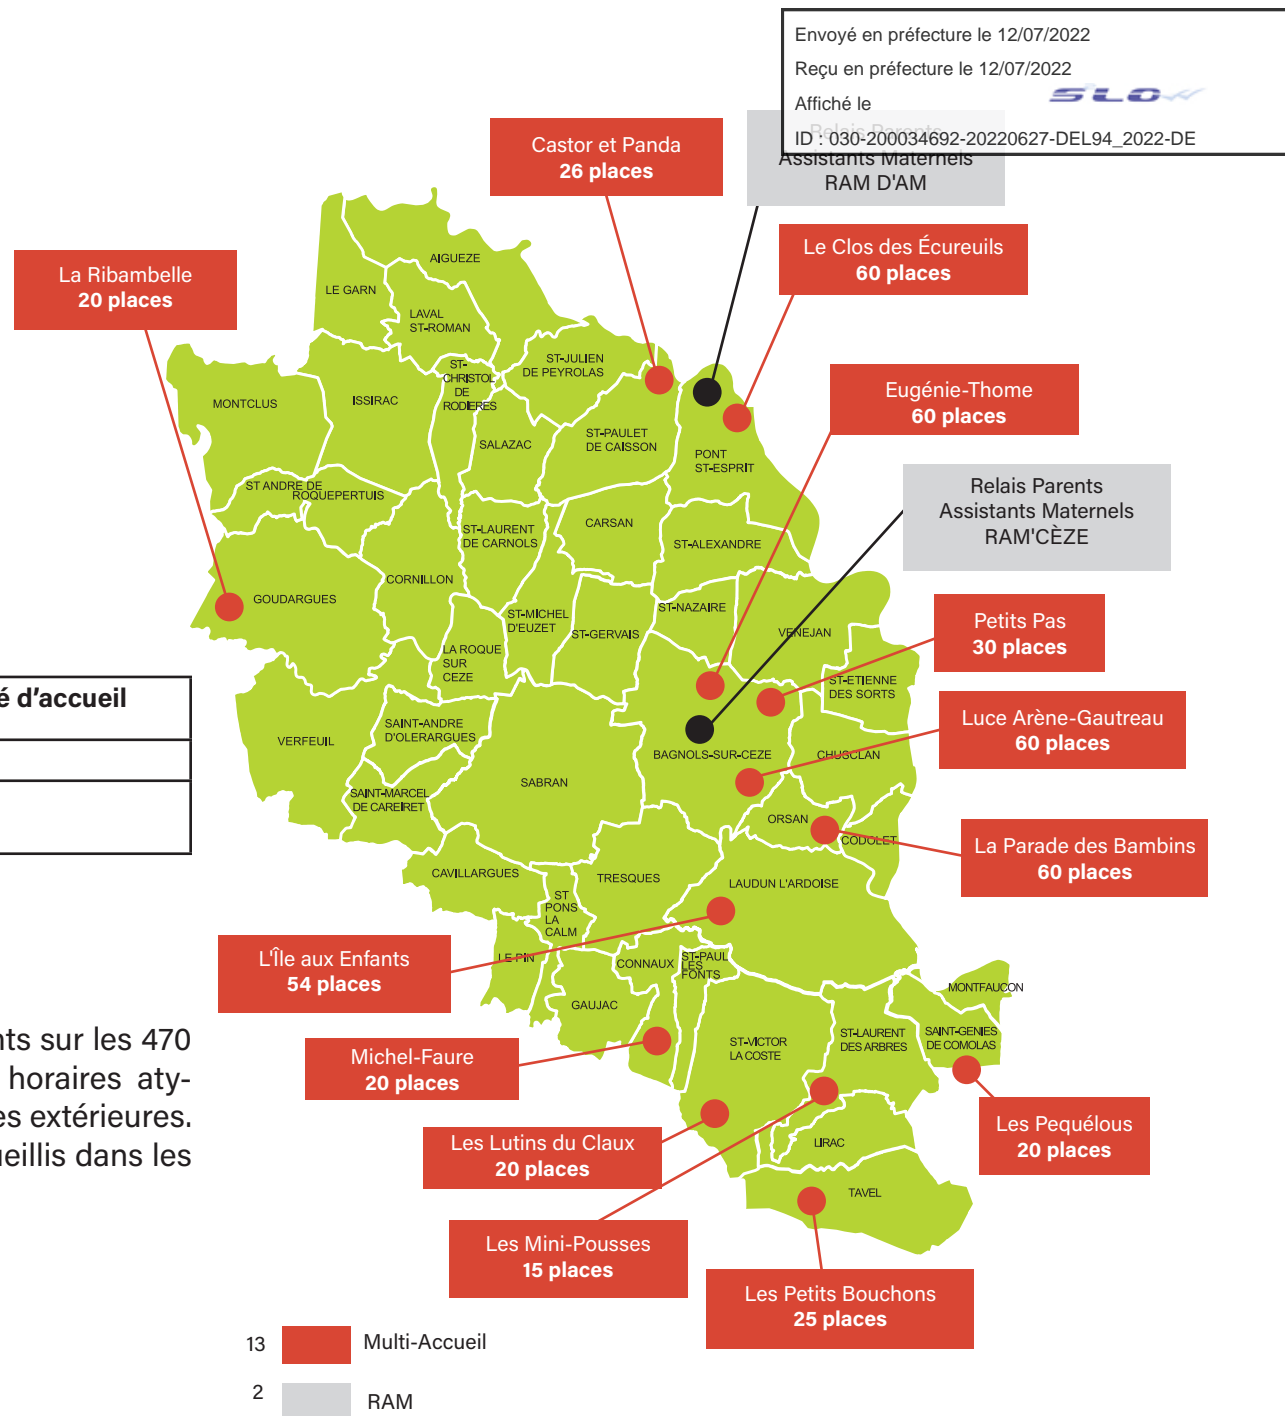 Envoyé en préfecture le 12/07/2022
Reçu en préfecture le 12/07/2022
Affiché le
S²LO
ID : 030-200034692-20220627-DEL94_2022-DE
Relais Parents
Assistants Maternels
RAM D'AM
Castor et Panda
26 places
Le Clos des Écureuils
60 places
La Ribambelle
20 places
Eugénie-Thome
60 places
Relais Parents
Assistants Maternels
RAM'CÈZE
Petits Pas
30 places
Luce Arène-Gautreau
60 places
La Parade des Bambins
60 places
L'Île aux Enfants
54 places
Michel-Faure
20 places
Les Lutins du Claux
20 places
Les Pequélous
20 places
Les Mini-Pousses
15 places
Les Petits Bouchons
25 places
AIGUEZE
LE GARN
LAVAL
ST-ROMAN
ST-JULIEN
DE PEYROLAS
ST-
CHRISTOL
DE
RODIERES
MONTCLUS
ISSIRAC
SALAZAC
ST-PAULET
DE CAISSON
PONT
ST-ESPRIT
ST ANDRE DE
ROQUEPERTUIS
ST-LAURENT
DE CARNOLS
CARSAN
ST-ALEXANDRE
CORNILLON
GOUDARGUES
ST-MICHEL
D'EUZET
ST-GERVAIS
ST-NAZAIRE
VENEJAN
LA ROQUE
SUR
CEZE
ST-ETIENNE
DES SORTS
SAINT-ANDRE
D'OLERARGUES
VERFEUIL
BAGNOLS-SUR-CEZE
CHUSCLAN
SABRAN
SAINT-MARCEL
DE CAREIRET
ORSAN
CODOLET
CAVILLARGUES
TRESQUES
LAUDUN L'ARDOISE
ST
PONS
LA
CALM
LE PIN
CONNAUX
ST-PAUL
LES
FONTS
GAUJAC
MONTFAUCON
ST-VICTOR
LA COSTE
ST-LAURENT
DES ARBRES
SAINT-GENIES
DE COMOLAS
LIRAC
TAVEL
é d'accueil
nts sur les 470
horaires aty-
es extérieures.
ueillis dans les
13 Multi-Accueil
2 RAM